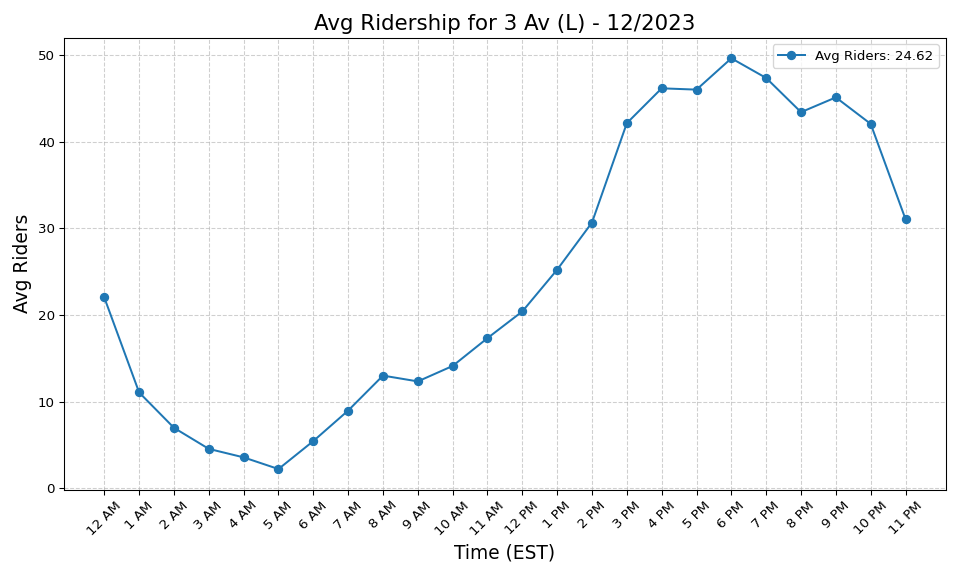 Avg Ridership for 3 Av (L) - 12/2023
Avg Riders: 24.62
50
40
30
20
10
0
Avg Riders
12 AM
1 AM
2 AM
3 AM
4 AM
5 AM
6 AM
7 AM
8 AM
9 AM
10 AM
11 AM
12 PM
1 PM
2 PM
3 PM
4 PM
5 PM
6 PM
7 PM
8 PM
9 PM
10 PM
11 PM
Time (EST)